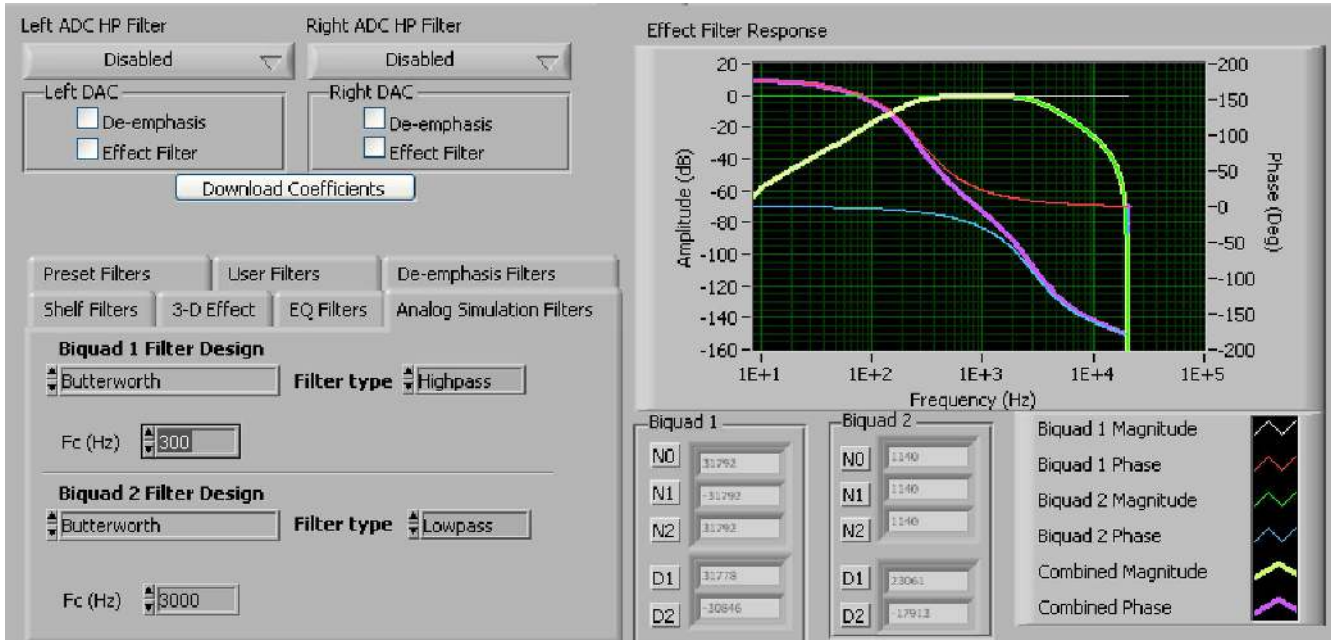 Left ADC HP Filter
Right ADC HP Filter
Disabled
Disabled
Left DAC
De-emphasis
Effect Filter
Right DAC
De-emphasis
Effect Filter
Download Coefficients
Preset Filters
User Filters
De-emphasis Filters
Shelf Filters
3-D Effect
EQ Filters
Analog Simulation Filters
Biquad 1 Filter Design
Butterworth
Filter type
Highpass
Fc (Hz)
300
Biquad 2 Filter Design
Butterworth
Filter type
Lowpass
Fc (Hz)
3000
Effect Filter Response
Amplitude (dB)
20
0
-20
-40
-60
-80
-100
-120
-140
-160
1E+1
1E+2
1E+3
1E+4
1E+5
Frequency (Hz)
-200
-150
-100
-50
-0
--50
--100
--150
--200
Phase (Deg)
Biquad 1
N0 31792
N1 -31792
N2 31792
D1 31778
D2 -30846
Biquad 2
N0 1140
N1 1140
N2 1140
D1 23061
D2 -17913
Biquad 1 Magnitude
Biquad 1 Phase
Biquad 2 Magnitude
Biquad 2 Phase
Combined Magnitude
Combined Phase